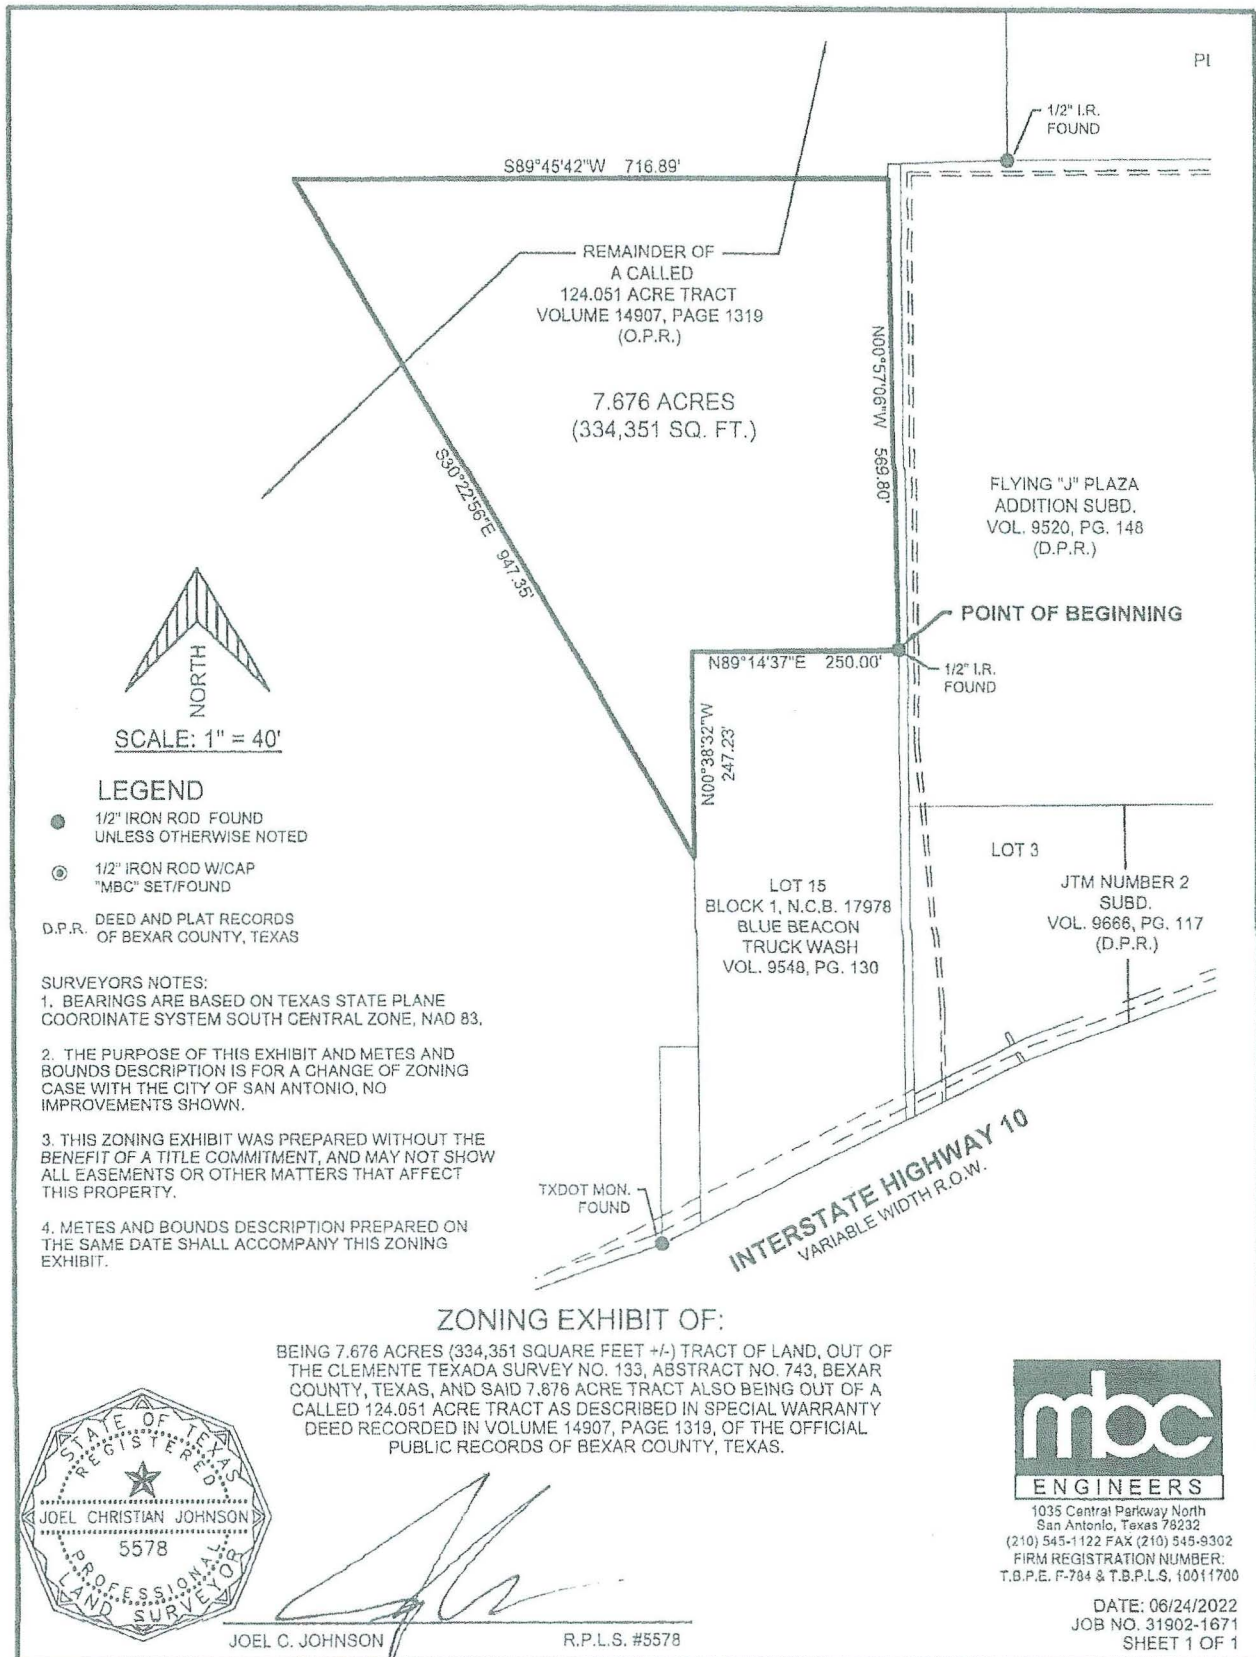 PL
1/2" I.R.
FOUND
S89°45'42"W 716.89'
REMAINDER OF
A CALLED
124.051 ACRE TRACT
VOLUME 14907, PAGE 1319
(O.P.R.)
7.676 ACRES
(334,351 SQ. FT.)
N00°57'06"W 569.80'
S30°22'56"E 947.35'
FLYING "J" PLAZA
ADDITION SUBD.
VOL. 9520, PG. 148
(D.P.R.)
POINT OF BEGINNING
N89°14'37"E 250.00'
1/2" I.R.
FOUND
N00°38'32"W
247.23'
NORTH
SCALE: 1" = 40'
LEGEND
1/2" IRON ROD FOUND
UNLESS OTHERWISE NOTED
1/2" IRON ROD W/CAP
"MBC" SET/FOUND
D.P.R. DEED AND PLAT RECORDS
OF BEXAR COUNTY, TEXAS
LOT 3
JTM NUMBER 2
SUBD.
VOL. 9666, PG. 117
(D.P.R.)
LOT 15
BLOCK 1, N.C.B. 17978
BLUE BEACON
TRUCK WASH
VOL. 9548, PG. 130
SURVEYORS NOTES:
1. BEARINGS ARE BASED ON TEXAS STATE PLANE
COORDINATE SYSTEM SOUTH CENTRAL ZONE, NAD 83,
2. THE PURPOSE OF THIS EXHIBIT AND METES AND
BOUNDS DESCRIPTION IS FOR A CHANGE OF ZONING
CASE WITH THE CITY OF SAN ANTONIO, NO
IMPROVEMENTS SHOWN.
3. THIS ZONING EXHIBIT WAS PREPARED WITHOUT THE
BENEFIT OF A TITLE COMMITMENT, AND MAY NOT SHOW
ALL EASEMENTS OR OTHER MATTERS THAT AFFECT
THIS PROPERTY.
4. METES AND BOUNDS DESCRIPTION PREPARED ON
THE SAME DATE SHALL ACCOMPANY THIS ZONING
EXHIBIT.
TXDOT MON.
FOUND
INTERSTATE HIGHWAY 10
VARIABLE WIDTH R.O.W.
ZONING EXHIBIT OF:
BEING 7.676 ACRES (334,351 SQUARE FEET +/-) TRACT OF LAND, OUT OF
THE CLEMENTE TEXADA SURVEY NO. 133, ABSTRACT NO. 743, BEXAR
COUNTY, TEXAS, AND SAID 7.676 ACRE TRACT ALSO BEING OUT OF A
CALLED 124.051 ACRE TRACT AS DESCRIBED IN SPECIAL WARRANTY
DEED RECORDED IN VOLUME 14907, PAGE 1319, OF THE OFFICIAL
PUBLIC RECORDS OF BEXAR COUNTY, TEXAS.
STATE OF TEXAS
REGISTERED
JOEL CHRISTIAN JOHNSON
5578
PROFESSIONAL
LAND SURVEYOR
JOEL C. JOHNSON R.P.L.S. #5578
mbc
ENGINEERS
1035 Central Parkway North
San Antonio, Texas 78232
(210) 545-1122 FAX (210) 545-9302
FIRM REGISTRATION NUMBER:
T.B.P.E. F-784 & T.B.P.L.S. 10011700
DATE: 06/24/2022
JOB NO. 31902-1671
SHEET 1 OF 1